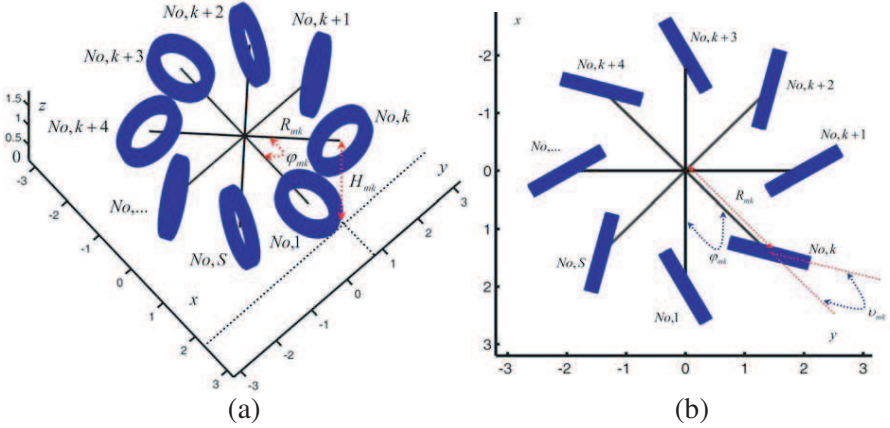 No, k+2
No, k+1
No, k+3
No, k+4
No, k
R_mk
φ_mk
H_mk
No,...
No, S
No,1
z
1.5
1
0.5
0
-3
-2
-1
0
1
2
3
x
-3
-2
-1
0
1
2
3
y
(a)
x
-2
-1
0
1
2
3
No, k+3
No, k+4
No, k+2
No, k+1
No,...
R_mk
No, S
φ_mk
No, k
No,1
υ_mk
y
-3
-2
-1
0
1
2
3
(b)